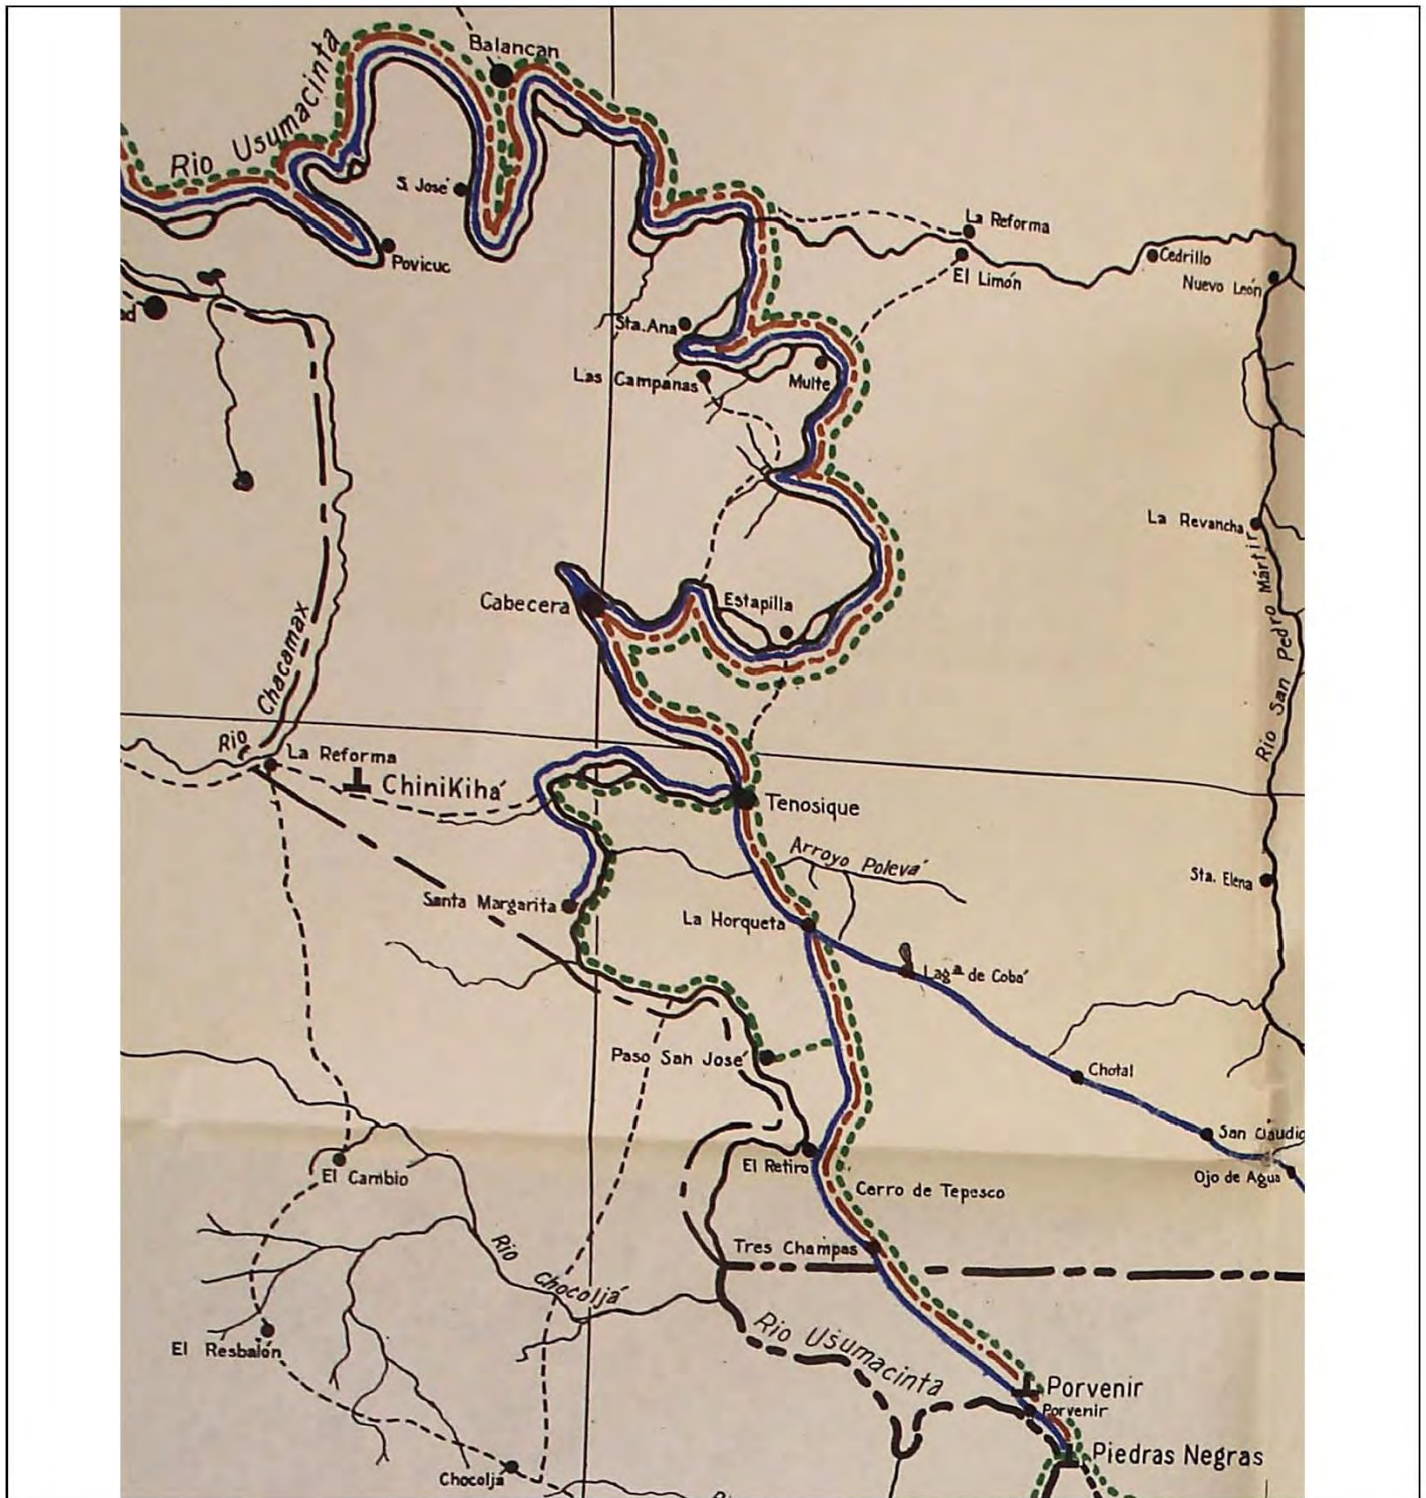 Balancan
Rio Usumacinta
S. José
Povicuc
La Reforma
El Limón
Cedrillo
Nuevo León
Sta. Ana
Las Campanas
Multe
La Revancha
Rio San Pedro Mártir
Cabecera
Estapilla
Rio Chacamax
La Reforma
ChiniKihá
Tenosique
Arroyo Polevá
Sta. Elena
Santa Margarita
La Horqueta
Lagª de Cobá
Paso San José
Chotal
San Claudio
Ojo de Agua
El Retiro
El Cambio
Cerro de Tepesco
Tres Champas
Rio Chocoljá
Rio Usumacinta
El Resbalón
Porvenir
Porvenir
Piedras Negras
Chocoljá